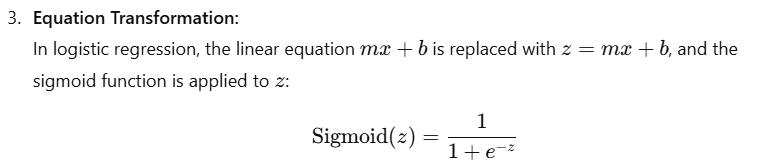 3. Equation Transformation:
In logistic regression, the linear equation mx + b is replaced with z = mx + b, and the
sigmoid function is applied to z:
Sigmoid(z) = \frac{1}{1 + e^{-z}}